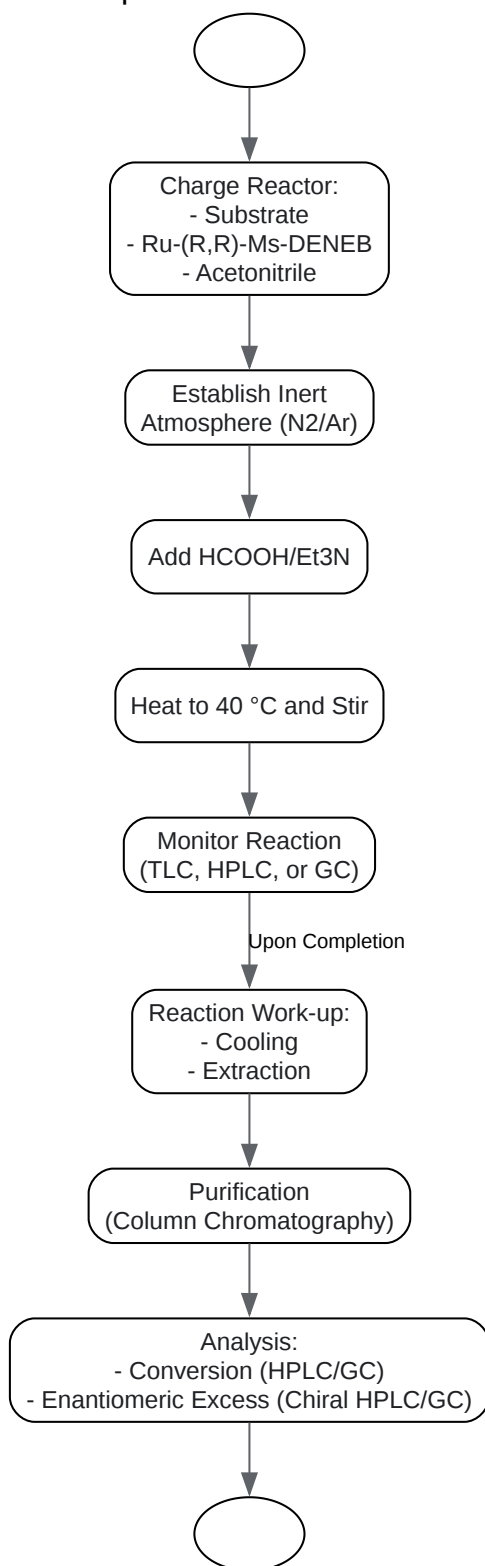 Charge Reactor:
- Substrate
- Ru-(R,R)-Ms-DENEB
- Acetonitrile
Establish Inert
Atmosphere (N2/Ar)
Add HCOOH/Et3N
Heat to 40 °C and Stir
Monitor Reaction
(TLC, HPLC, or GC)
Upon Completion
Reaction Work-up:
- Cooling
- Extraction
Purification
(Column Chromatography)
Analysis:
- Conversion (HPLC/GC)
- Enantiomeric Excess (Chiral HPLC/GC)